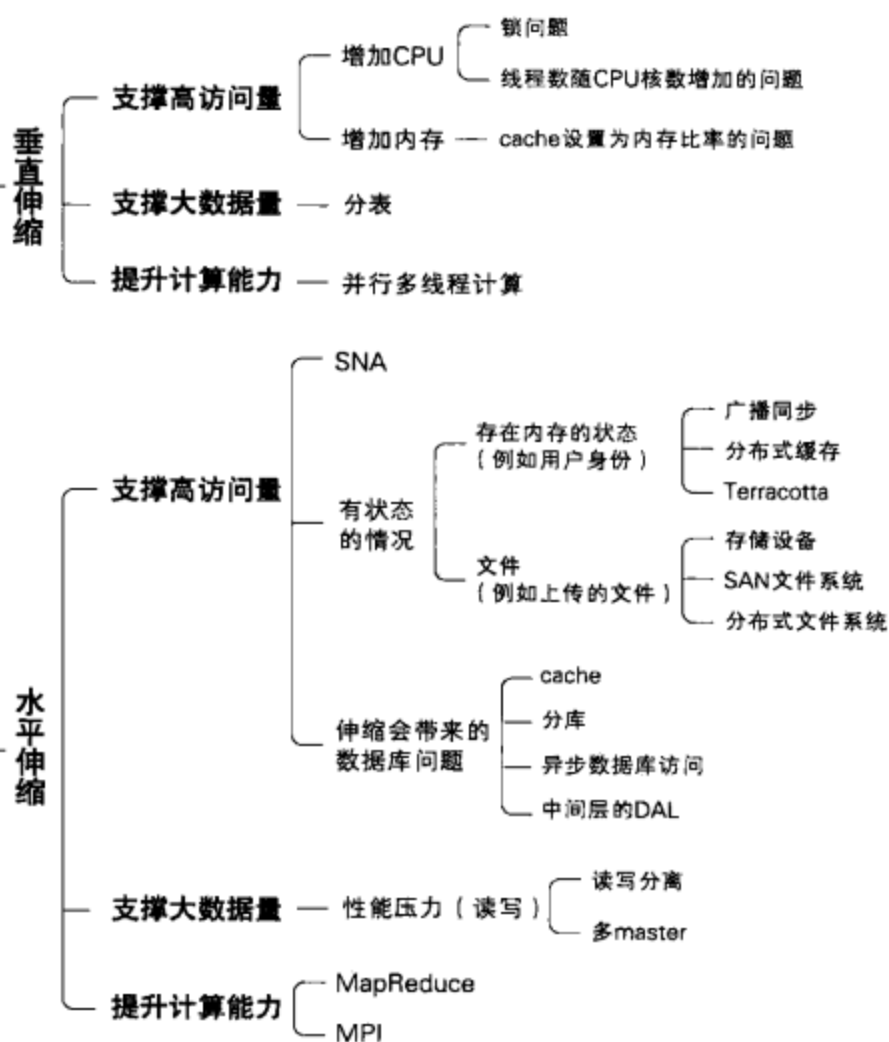 垂直伸缩
支撑高访问量
增加CPU
锁问题
线程数随CPU核数增加的问题
增加内存
cache设置为内存比率的问题
支撑大数据量
分表
提升计算能力
并行多线程计算
水平伸缩
支撑高访问量
SNA
有状态
的情况
存在内存的状态
(例如用户身份)
广播同步
分布式缓存
Terracotta
文件
(例如上传的文件)
存储设备
SAN文件系统
分布式文件系统
伸缩会带来的
数据库问题
cache
分库
异步数据库访问
中间层的DAL
支撑大数据量
性能压力(读写)
读写分离
多master
提升计算能力
MapReduce
MPI